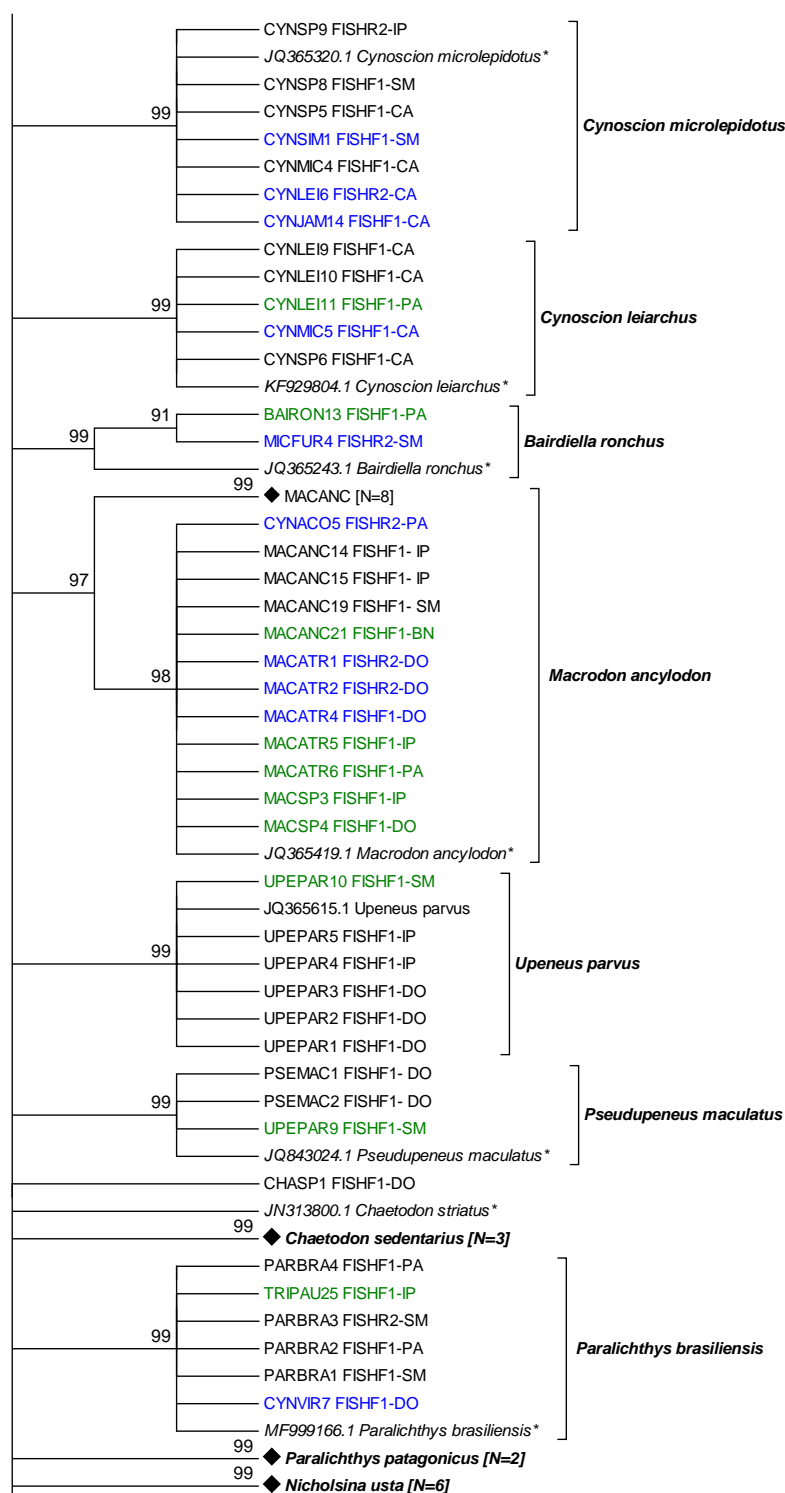 CYNSP9 FISHR2-IP
JQ365320.1 Cynoscion microlepidotus*
CYNSP8 FISHF1-SM
CYNSP5 FISHF1-CA
99
CYNSIM1 FISHF1-SM
Cynoscion microlepidotus
CYNMIC4 FISHF1-CA
CYNLEI6 FISHR2-CA
CYNJAM14 FISHF1-CA
CYNLEI9 FISHF1-CA
CYNLEI10 FISHF1-CA
99
CYNLEI11 FISHF1-PA
Cynoscion leiarchus
CYNMIC5 FISHF1-CA
CYNSP6 FISHF1-CA
KF929804.1 Cynoscion leiarchus*
91
BAIRON13 FISHF1-PA
99
MICFUR4 FISHR2-SM
Bairdiella ronchus
JQ365243.1 Bairdiella ronchus*
99
◆ MACANC [N=8]
CYNACO5 FISHR2-PA
MACANC14 FISHF1- IP
97
MACANC15 FISHF1- IP
MACANC19 FISHF1- SM
MACANC21 FISHF1-BN
98
MACATR1 FISHR2-DO
Macrodon ancylodon
MACATR2 FISHR2-DO
MACATR4 FISHF1-DO
MACATR5 FISHF1-IP
MACATR6 FISHF1-PA
MACSP3 FISHF1-IP
MACSP4 FISHF1-DO
JQ365419.1 Macrodon ancylodon*
UPEPAR10 FISHF1-SM
JQ365615.1 Upeneus parvus
99
UPEPAR5 FISHF1-IP
UPEPAR4 FISHF1-IP
Upeneus parvus
UPEPAR3 FISHF1-DO
UPEPAR2 FISHF1-DO
UPEPAR1 FISHF1-DO
PSEMAC1 FISHF1- DO
99
PSEMAC2 FISHF1- DO
Pseudupeneus maculatus
UPEPAR9 FISHF1-SM
JQ843024.1 Pseudupeneus maculatus*
CHASP1 FISHF1-DO
JN313800.1 Chaetodon striatus*
99
◆ Chaetodon sedentarius [N=3]
PARBRA4 FISHF1-PA
TRIPAU25 FISHF1-IP
99
PARBRA3 FISHR2-SM
PARBRA2 FISHF1-PA
Paralichthys brasiliensis
PARBRA1 FISHF1-SM
CYNVIR7 FISHF1-DO
MF999166.1 Paralichthys brasiliensis*
99
◆ Paralichthys patagonicus [N=2]
99
◆ Nicholsina usta [N=6]